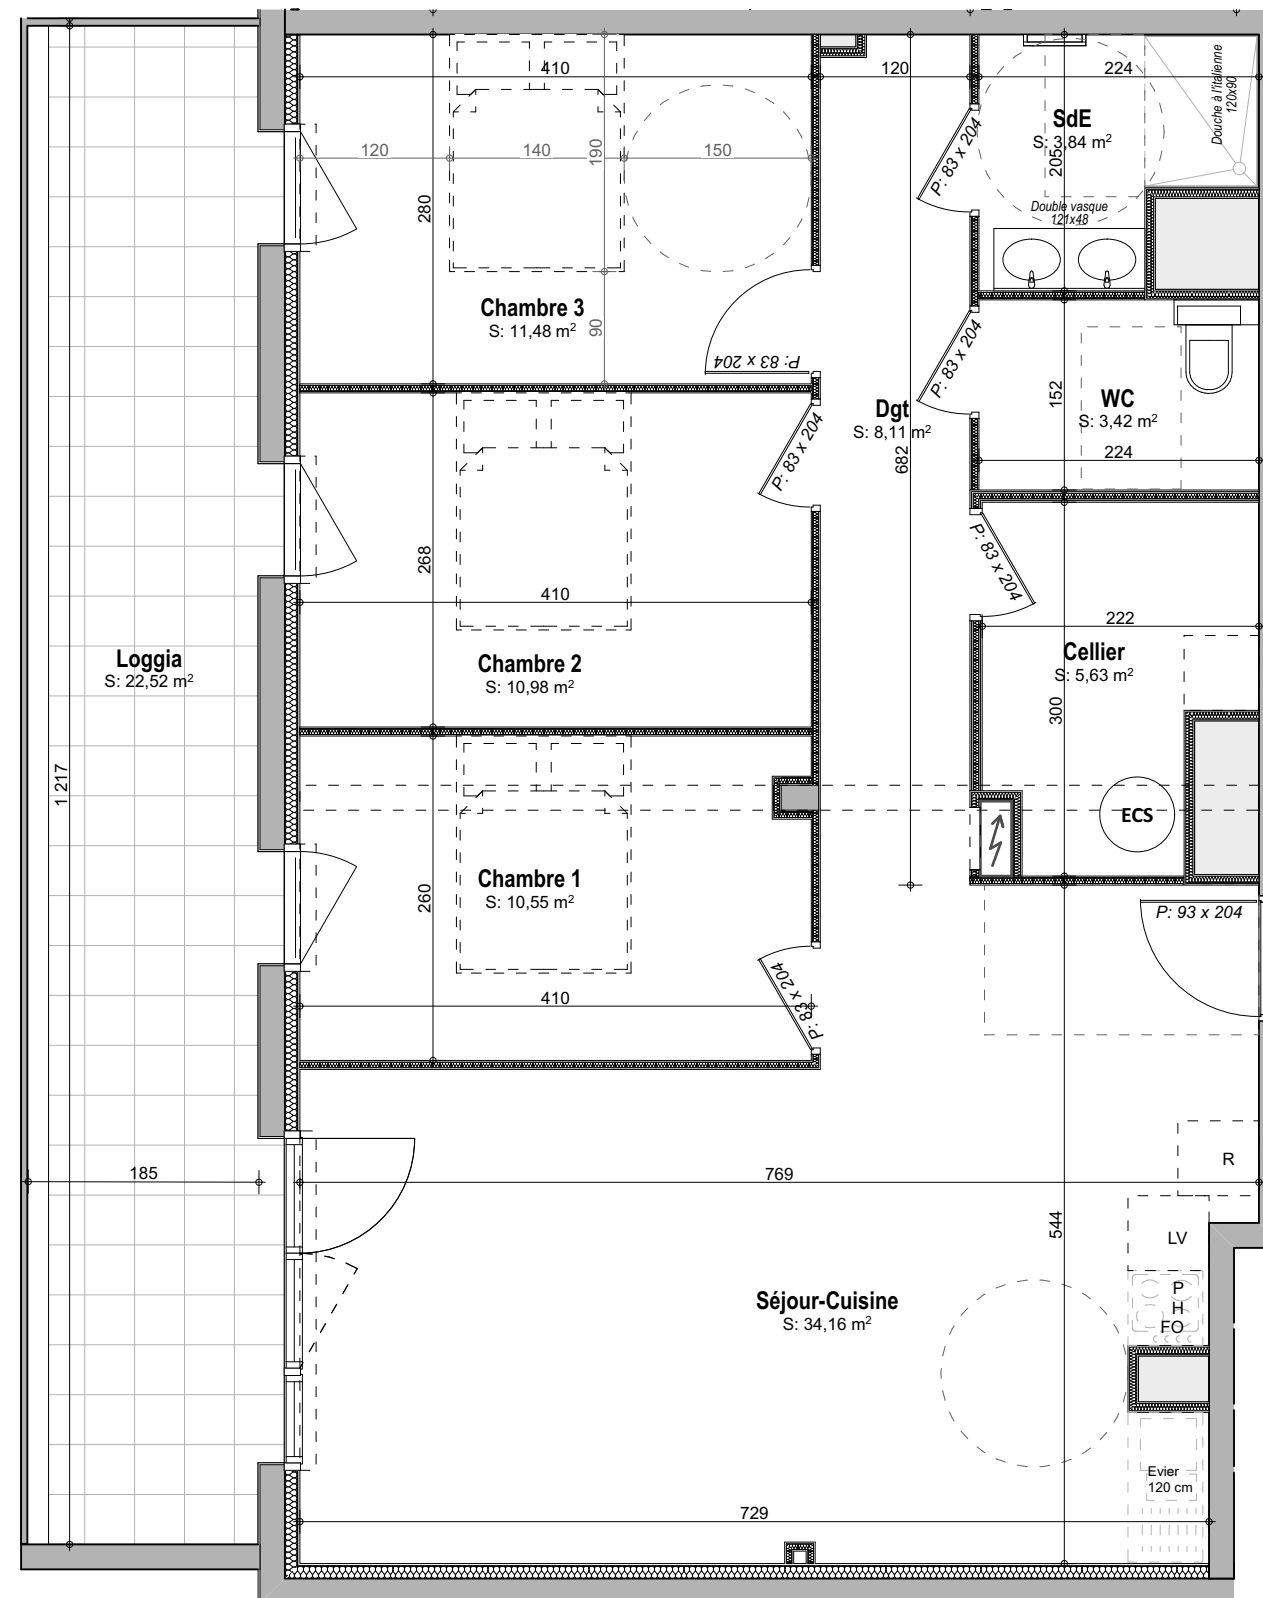 410
120
224
Douche à l'italienne
120x90
SdE
S: 3,84 m²
205
P: 83 x 204
120
140
190
150
280
Double vasque
121x48
Chambre 3
S: 11,48 m²
90
P: 83 x 204
P: 83 x 204
Dgt
S: 8,11 m²
682
WC
S: 3,42 m²
152
224
P: 83 x 204
268
410
P: 83 x 204
222
Cellier
S: 5,63 m²
300
Loggia
S: 22,52 m²
Chambre 2
S: 10,98 m²
1 217
ECS
Chambre 1
S: 10,55 m²
260
P: 93 x 204
P: 83 x 204
410
R
185
769
544
LV
Séjour-Cuisine
S: 34,16 m²
P
H
FO
Evier
120 cm
729